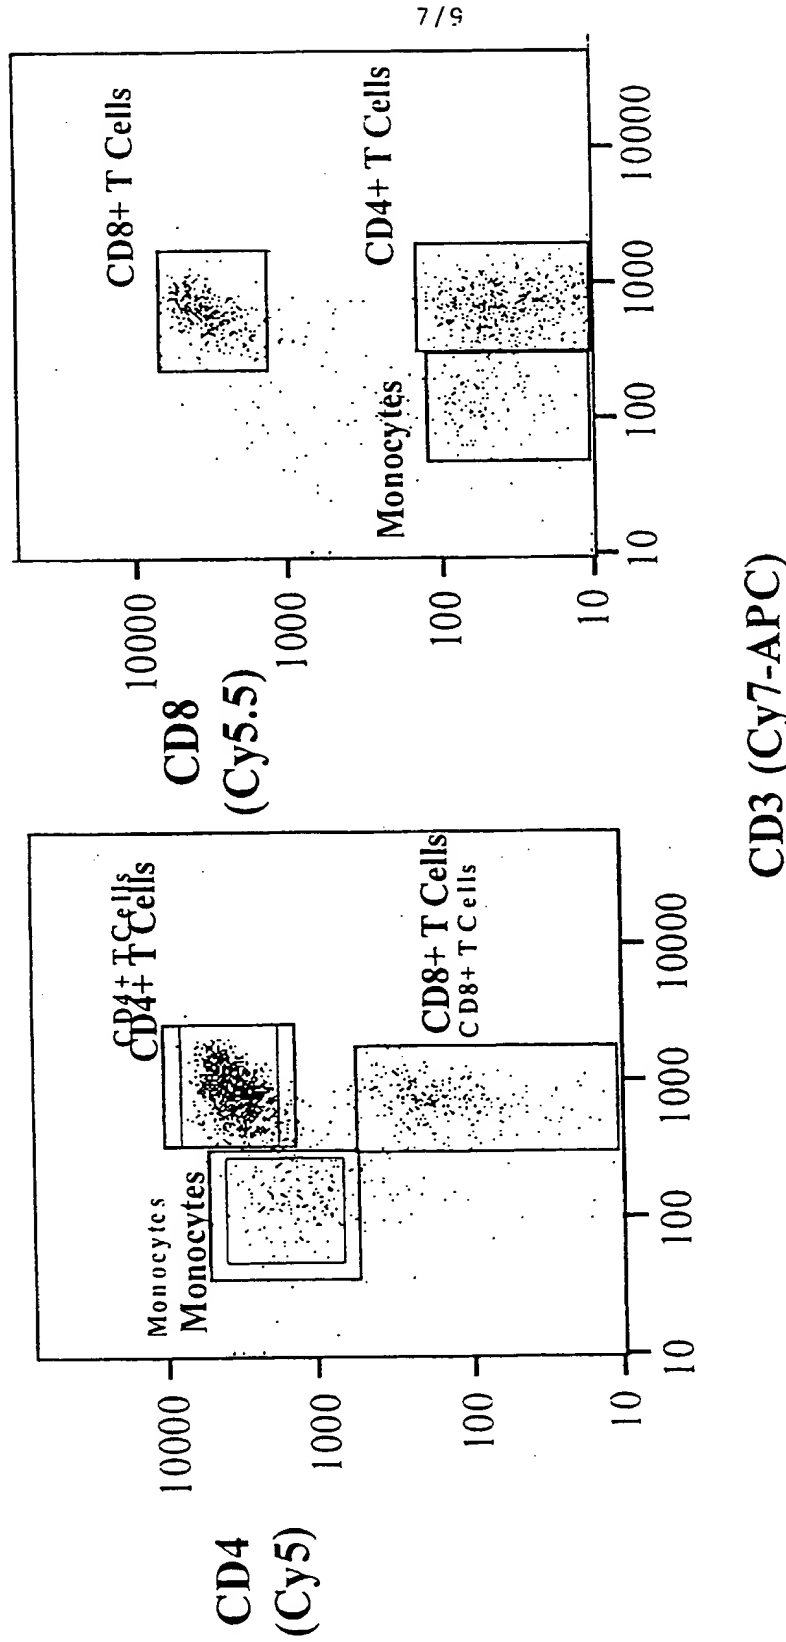 CD4
(Cy5)
10000
1000
100
10
Monocytes
Monocytes
CD4+ T Cells
CD4+ T Cells
CD8+ T Cells
CD8+ T Cells
10
100
1000
10000
CD8
(Cy5.5)
10000
1000
100
10
CD8+ T Cells
Monocytes
CD4+ T Cells
10
100
1000
10000
CD3 (Cy7-APC)
5/7